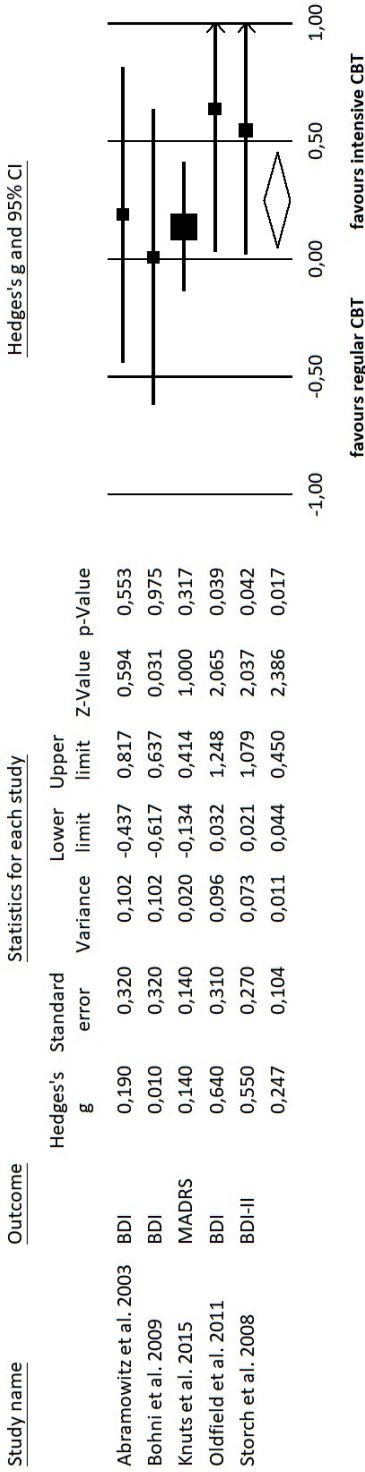 Study name Outcome Statistics for each study Hedges's g and 95% CI
Hedges's Standard Lower Upper
g error Variance limit limit Z-Value p-Value
Abramowitz et al. 2003 BDI 0,190 0,320 0,102 -0,437 0,817 0,594 0,553
Bohni et al. 2009 BDI 0,010 0,320 0,102 -0,617 0,637 0,031 0,975
Knuts et al. 2015 MADRS 0,140 0,140 0,020 -0,134 0,414 1,000 0,317
Oldfield et al. 2011 BDI 0,640 0,310 0,096 0,032 1,248 2,065 0,039
Storch et al. 2008 BDI-II 0,550 0,270 0,073 0,021 1,079 2,037 0,042
0,247 0,104 0,011 0,044 0,450 2,386 0,017
-1,00 -0,50 0,00 0,50 1,00
favours regular CBT favours intensive CBT